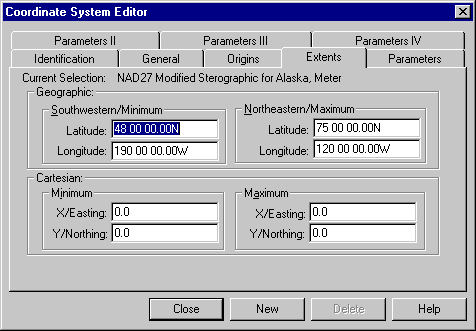 Coordinate System Editor
Parameters II Parameters III Parameters IV
Identification General Origins Extents Parameters
Current Selection: NAD27 Modified Sterographic for Alaska, Meter
Geographic:
Southwestern/Minimum
Latitude: 48 00 00.00N
Longitude: 190 00 00.00W
Northeastern/Maximum
Latitude: 75 00 00.00N
Longitude: 120 00 00.00W
Cartesian:
Minimum
X/Easting: 0.0
Y/Northing: 0.0
Maximum
X/Easting: 0.0
Y/Northing: 0.0
Close New Delete Help